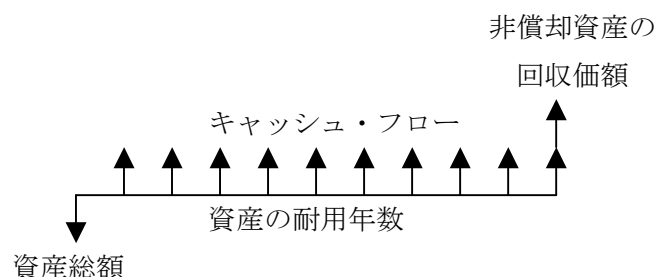 非償却資産の
回収価額
キャッシュ・フロー
資産の耐用年数
資産総額